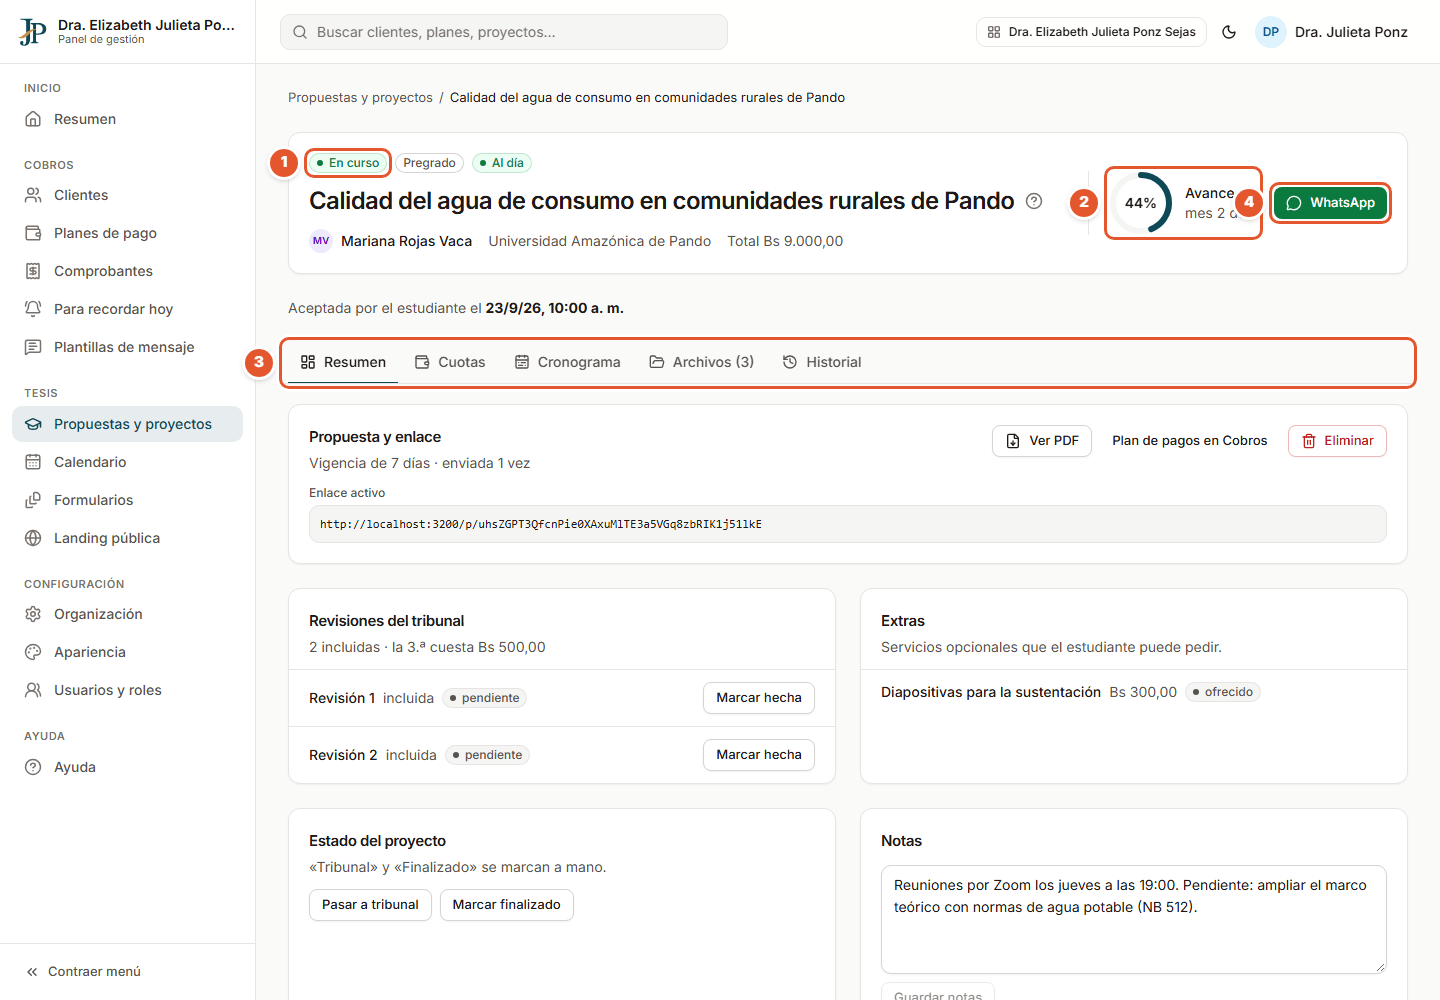 JP
Dra. Elizabeth Julieta Po...
Panel de gestión
Buscar clientes, planes, proyectos...
Dra. Elizabeth Julieta Ponz Sejas
DP
Dra. Julieta Ponz
INICIO
Resumen
COBROS
Clientes
Planes de pago
Comprobantes
Para recordar hoy
Plantillas de mensaje
TESIS
Propuestas y proyectos
Calendario
Formularios
Landing pública
CONFIGURACIÓN
Organización
Apariencia
Usuarios y roles
AYUDA
Ayuda
Contraer menú
Propuestas y proyectos / Calidad del agua de consumo en comunidades rurales de Pando
1
En curso
Pregrado
Al día
Calidad del agua de consumo en comunidades rurales de Pando
MV
Mariana Rojas Vaca
Universidad Amazónica de Pando
Total Bs 9.000,00
2
44%
Avance
mes 2 d
4
WhatsApp
Aceptada por el estudiante el 23/9/26, 10:00 a. m.
3
Resumen
Cuotas
Cronograma
Archivos (3)
Historial
Propuesta y enlace
Vigencia de 7 días · enviada 1 vez
Ver PDF
Plan de pagos en Cobros
Eliminar
Enlace activo
http://localhost:3200/p/uhsZGPT3QfcnPie0XAxuMlTE3a5VGq8zbRIK1j51lkE
Revisiones del tribunal
2 incluidas · la 3.ª cuesta Bs 500,00
Revisión 1 incluida
pendiente
Marcar hecha
Revisión 2 incluida
pendiente
Marcar hecha
Extras
Servicios opcionales que el estudiante puede pedir.
Diapositivas para la sustentación Bs 300,00
ofrecido
Estado del proyecto
«Tribunal» y «Finalizado» se marcan a mano.
Pasar a tribunal
Marcar finalizado
Notas
Reuniones por Zoom los jueves a las 19:00. Pendiente: ampliar el marco
teórico con normas de agua potable (NB 512).
Guardar notas